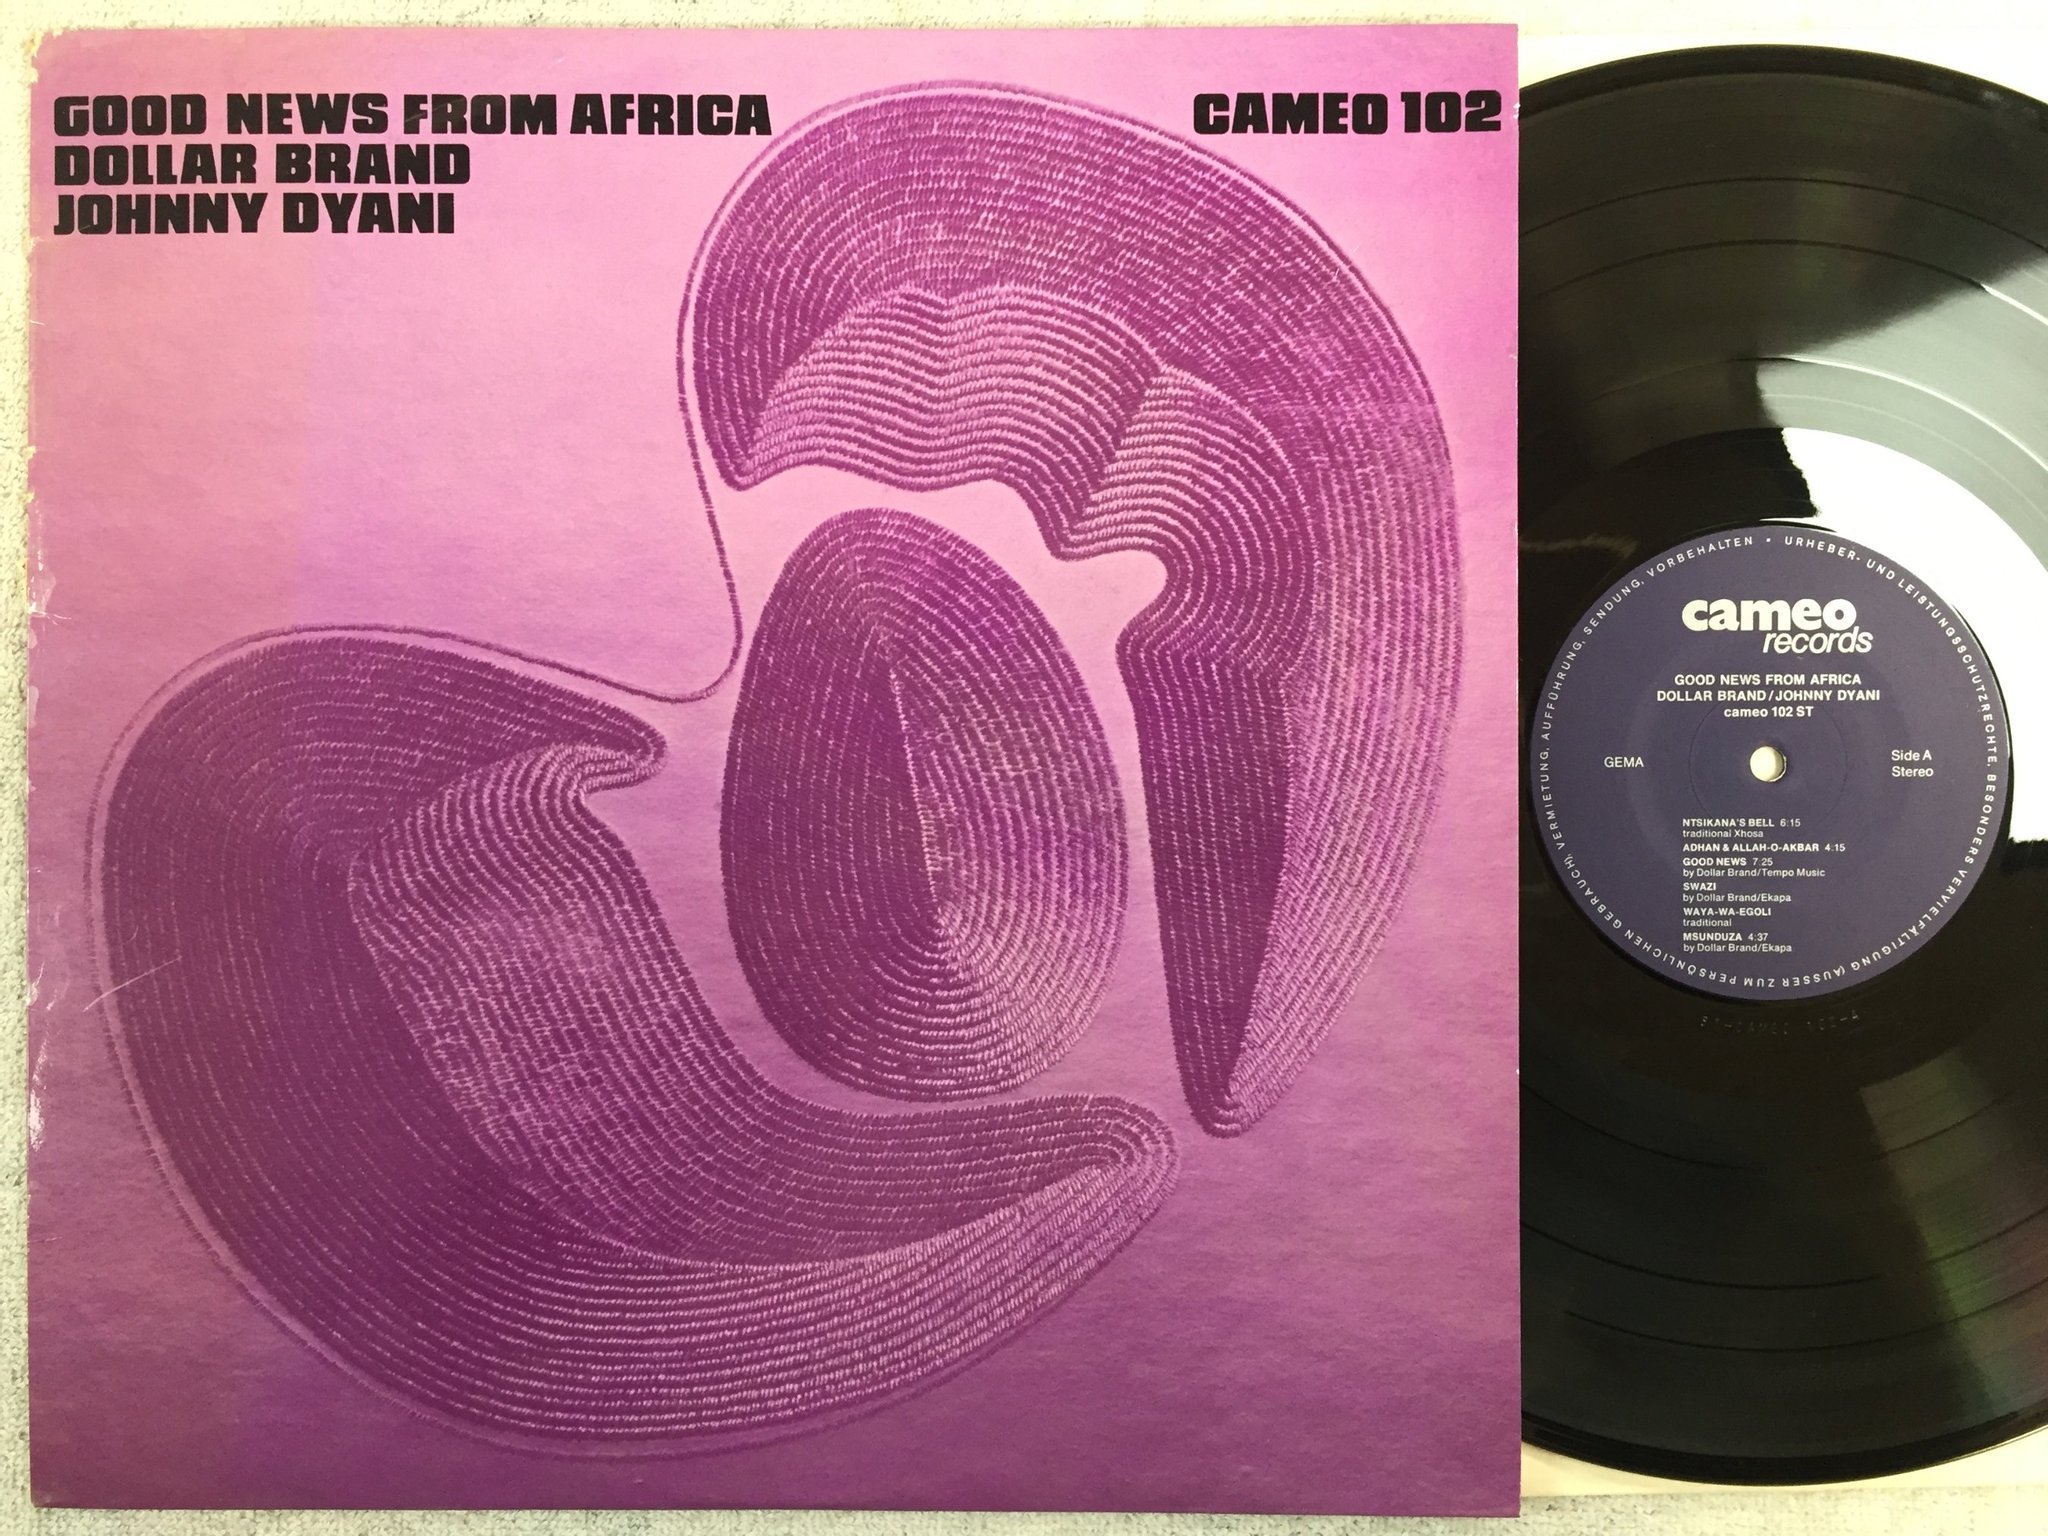 GOOD NEWS FROM AFRICA
DOLLAR BRAND
JOHNNY DYANI
CAMEO 102
URHEBER- UND LEISTUNGSSCHUTZRECHTE, BESONDERS VERVIELFÄLTIGUNG (AUSSER ZUM PERSÖNLICHEN GEBRAUCH), VERMIETUNG, AUFFÜHRUNG, SENDUNG, VORBEHALTEN •
cameo
records
GOOD NEWS FROM AFRICA
DOLLAR BRAND/JOHNNY DYANI
cameo 102 ST
GEMA
Side A
Stereo
NTSIKANA'S BELL 6:15
traditional Xhosa
ADHAN & ALLAH-O-AKBAR 4:15
GOOD NEWS 7:25
by Dollar Brand/Tempo Music
SWAZI
by Dollar Brand/Ekapa
WAYA-WA-EGOLI
traditional
MSUNDUZA 4:37
by Dollar Brand/Ekapa
CAMEO 102-A